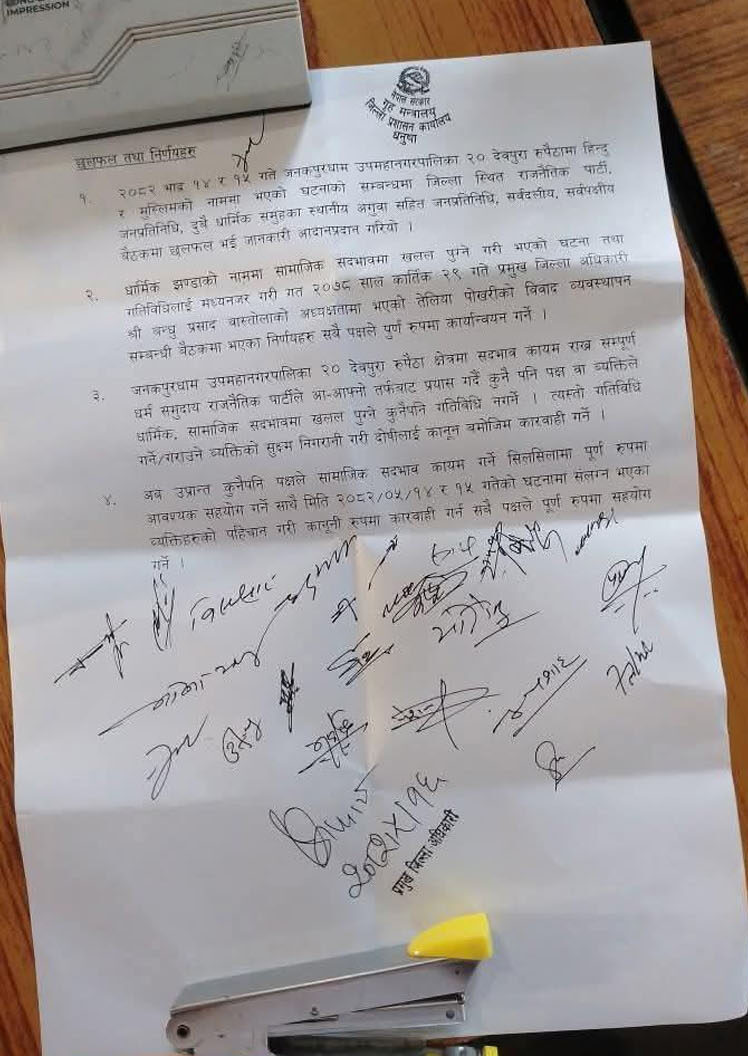 IMPRESSION
नेपाल सरकार
गृह मन्त्रालय
जिल्ला प्रशासन कार्यालय
धनुषा
छलफल तथा निर्णयहरु
१. २०८२ भाद्र १४ र १५ गते जनकपुरधाम उपमहानगरपालिका २० देवपुरा रुपैठामा हिन्दु
र मुस्लिमको नाममा भएको घटनाको सम्बन्धमा जिल्ला स्थित राजनैतिक पार्टी,
जनप्रतिनिधि, दुवै धार्मिक समुहका स्थानीय अगुवा सहित जनप्रतिनिधि, सर्वदलीय, सर्वपक्षीय
बैठकमा छलफल भई जानकारी आदानप्रदान गरियो ।
२. धार्मिक झण्डाको नाममा सामाजिक सदभावमा खलल पुग्ने गरी भएको घटना तथा
गतिविधिलाई मध्यनजर गरी गत २०७८ साले कार्तिक २९ गते प्रमुख जिल्ला अधिकारी
श्री बन्धु प्रसाद वास्तोलाको अध्यक्षतामा भएको तेलिया पोखरीको विवाद व्यवस्थापन
सम्बन्धी बैठकमा भएका निर्णयहरु सवै पक्षले पुर्ण रुपमा कार्यान्वयन गर्ने ।
३. जनकपुरधाम उपमहानगरपालिका २० देवपुरा रुपैठा क्षेत्रमा सदभाव कायम राख्न सम्पूर्ण
धर्म समुदाय राजनैतिक पार्टीले आ-आफ्नो तर्फबाट प्रयास गर्दै कुनै पनि पक्ष वा व्यक्तिले
धार्मिक, सामाजिक सदभावमा खलल पुग्ने कुनैपनि गतिविधि नगर्ने । त्यस्तो गतिविधि
गर्ने/गराउने व्यक्तिको सुक्ष्म निगरानी गरी दोषीलाई कानून बमोजिम कारवाही गर्ने ।
४. अब उप्रान्त कुनैपनि पक्षले सामाजिक सदभाव कायम गर्ने सिलसिलामा पूर्ण रुपमा
आवश्यक सहयोग गर्ने साथै मिति २०८२/०५/१४ र १५ गतेको घटनामा संलग्न भएका
व्यक्तिहरुको पहिचान गरी कानूनी रुपमा कारवाही गर्न सवै पक्षले पूर्ण रुपमा सहयोग
गर्ने ।
प्रमुख जिल्ला अधिकारी